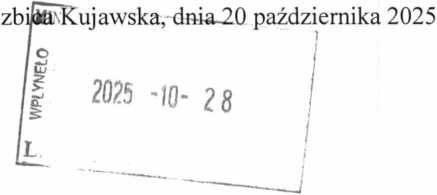 zbica Kujawska, dnia 20 października 2025
WPŁYNĘŁO
2025 -10- 28
L.